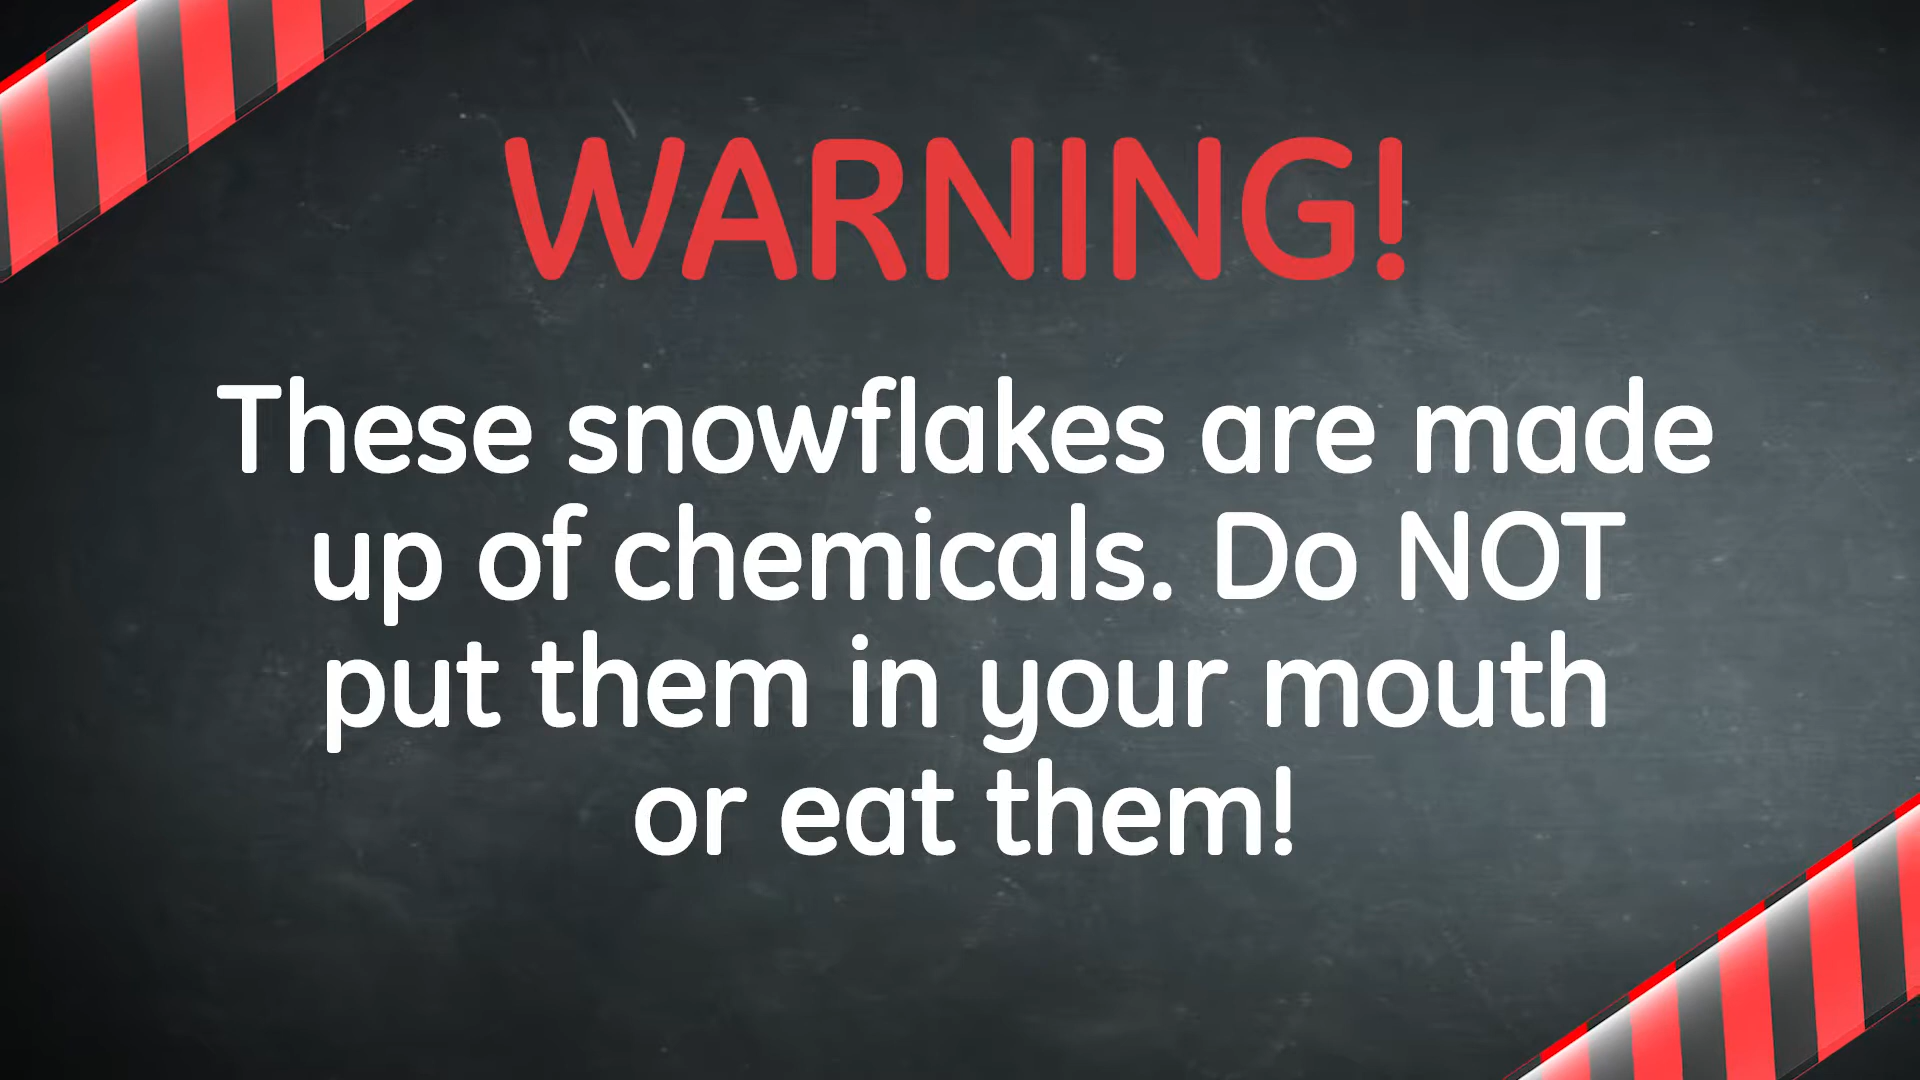 WARNING!
These snowflakes are made
up of chemicals. Do NOT
put them in your mouth
or eat them!